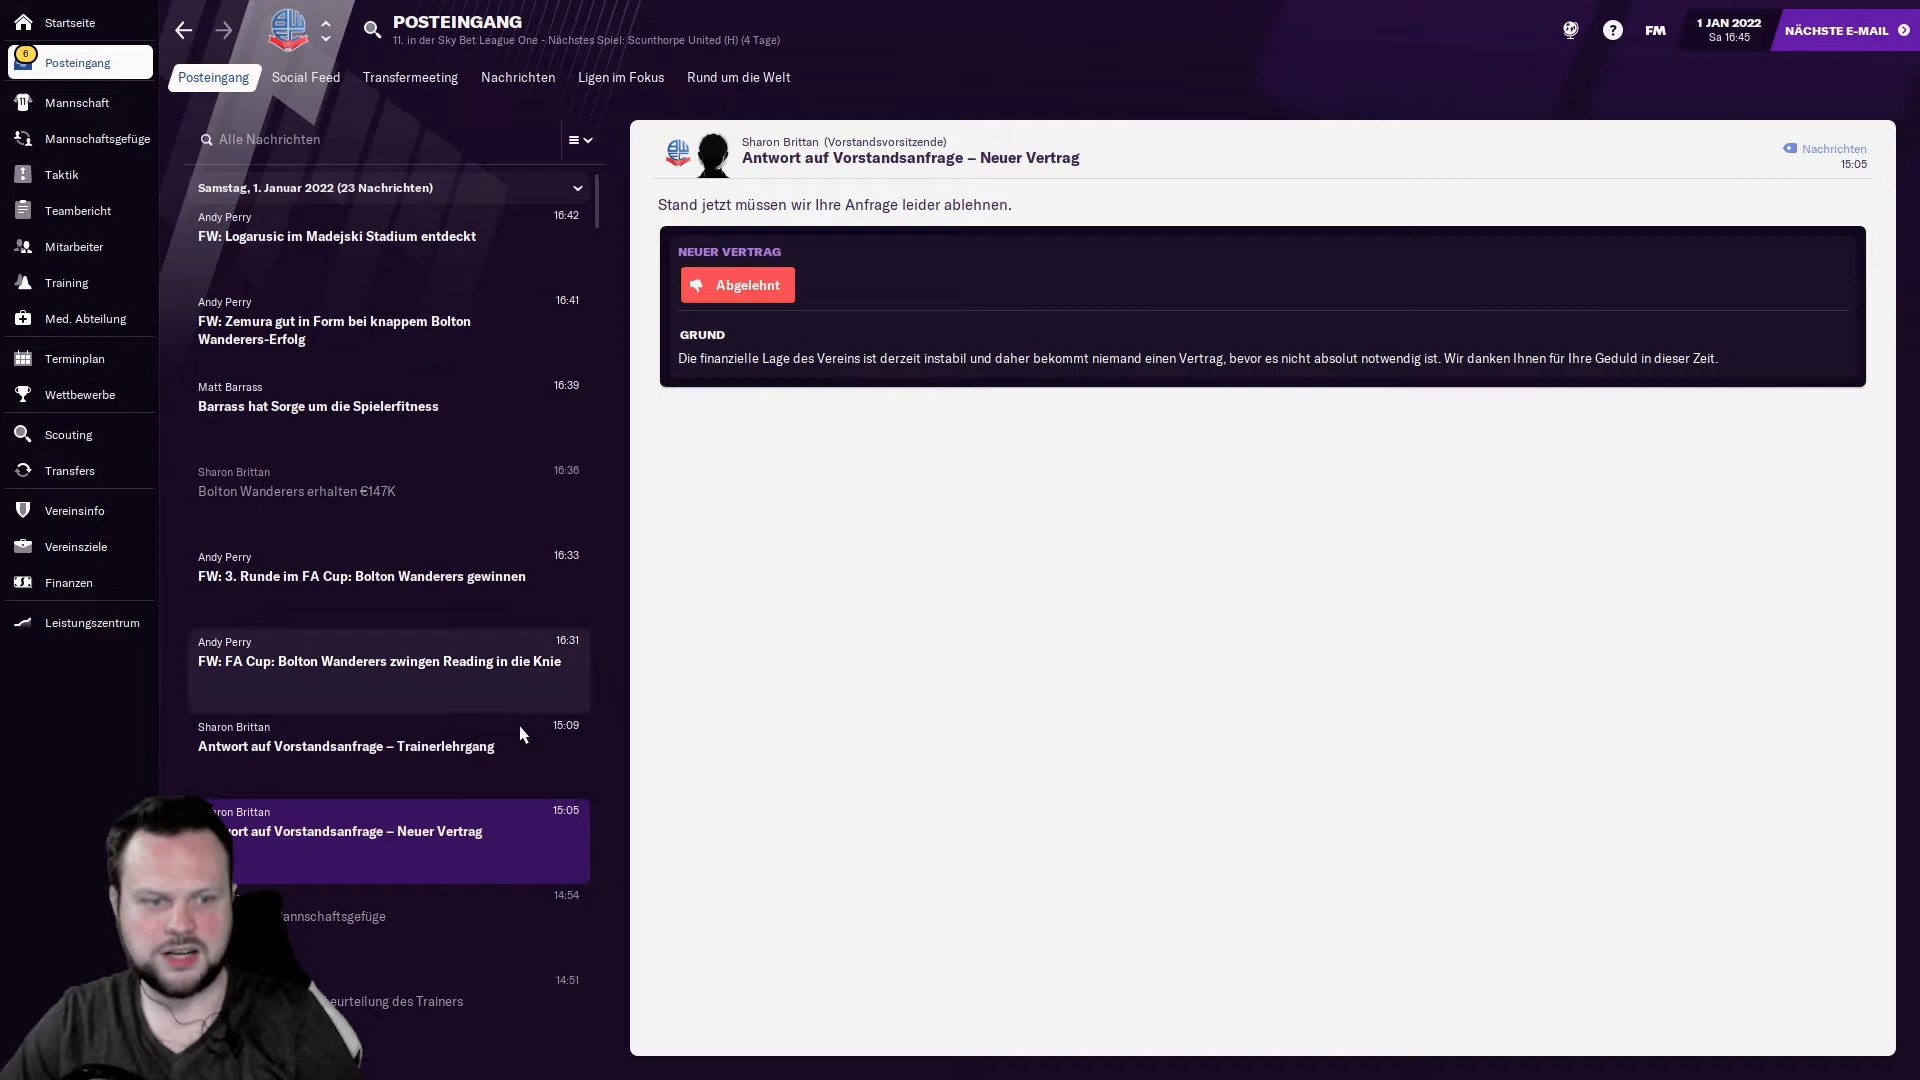 Startseite
6
Posteingang
Mannschaft
Mannschaftsgefüge
Taktik
Teambericht
Mitarbeiter
Training
Med. Abteilung
Terminplan
Wettbewerbe
Scouting
Transfers
Vereinsinfo
Vereinsziele
Finanzen
Leistungszentrum
POSTEINGANG
11. in der Sky Bet League One - Nächstes Spiel: Scunthorpe United (H) (4 Tage)
FM
1 JAN 2022
Sa 16:45
NÄCHSTE E-MAIL
Posteingang Social Feed Transfermeeting Nachrichten Ligen im Fokus Rund um die Welt
Alle Nachrichten
Samstag, 1. Januar 2022 (23 Nachrichten)
Andy Perry 16:42
FW: Logarusic im Madejski Stadium entdeckt
Andy Perry 16:41
FW: Zemura gut in Form bei knappem Bolton
Wanderers-Erfolg
Matt Barrass 16:39
Barrass hat Sorge um die Spielerfitness
Sharon Brittan 16:36
Bolton Wanderers erhalten €147K
Andy Perry 16:33
FW: 3. Runde im FA Cup: Bolton Wanderers gewinnen
Andy Perry 16:31
FW: FA Cup: Bolton Wanderers zwingen Reading in die Knie
Sharon Brittan 15:09
Antwort auf Vorstandsanfrage – Trainerlehrgang
Brittan 15:05
auf Vorstandsanfrage – Neuer Vertrag
14:54
14:51
des Trainers
Sharon Brittan (Vorstandsvorsitzende)
Antwort auf Vorstandsanfrage – Neuer Vertrag
Nachrichten
15:05
Stand jetzt müssen wir Ihre Anfrage leider ablehnen.
NEUER VERTRAG
Abgelehnt
GRUND
Die finanzielle Lage des Vereins ist derzeit instabil und daher bekommt niemand einen Vertrag, bevor es nicht absolut notwendig ist. Wir danken Ihnen für Ihre Geduld in dieser Zeit.